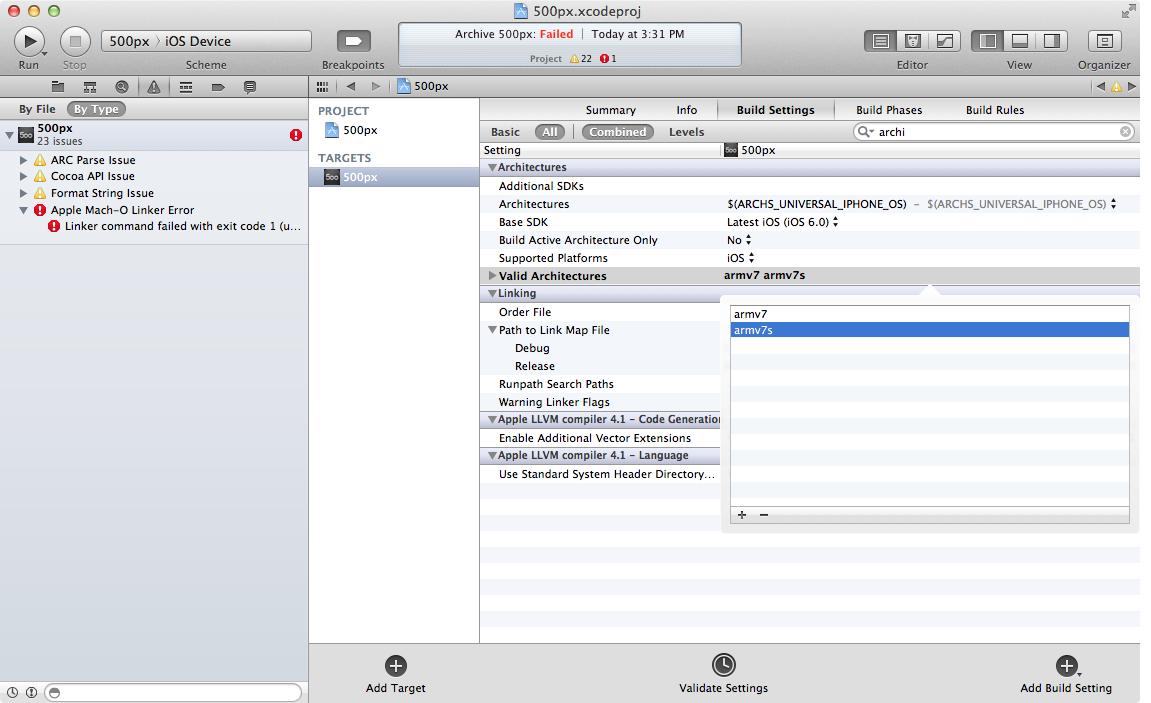 500px.xcodeproj
500px 〉 iOS Device
Archive 500px: Failed | Today at 3:31 PM
Project 22 1
Run
Stop
Scheme
Breakpoints
Editor
View
Organizer
500px
By File
By Type
500px
23 issues
ARC Parse Issue
Cocoa API Issue
Format String Issue
Apple Mach-O Linker Error
Linker command failed with exit code 1 (u...
PROJECT
500px
TARGETS
500px
Summary
Info
Build Settings
Build Phases
Build Rules
Basic
All
Combined
Levels
archi
Setting
500px
Architectures
Additional SDKs
Architectures
$(ARCHS_UNIVERSAL_IPHONE_OS) – $(ARCHS_UNIVERSAL_IPHONE_OS)
Base SDK
Latest iOS (iOS 6.0)
Build Active Architecture Only
No
Supported Platforms
iOS
Valid Architectures
armv7 armv7s
Linking
Order File
Path to Link Map File
Debug
Release
Runpath Search Paths
Warning Linker Flags
Apple LLVM compiler 4.1 – Code Generation
Enable Additional Vector Extensions
Apple LLVM compiler 4.1 – Language
Use Standard System Header Directory...
armv7
armv7s
Add Target
Validate Settings
Add Build Setting